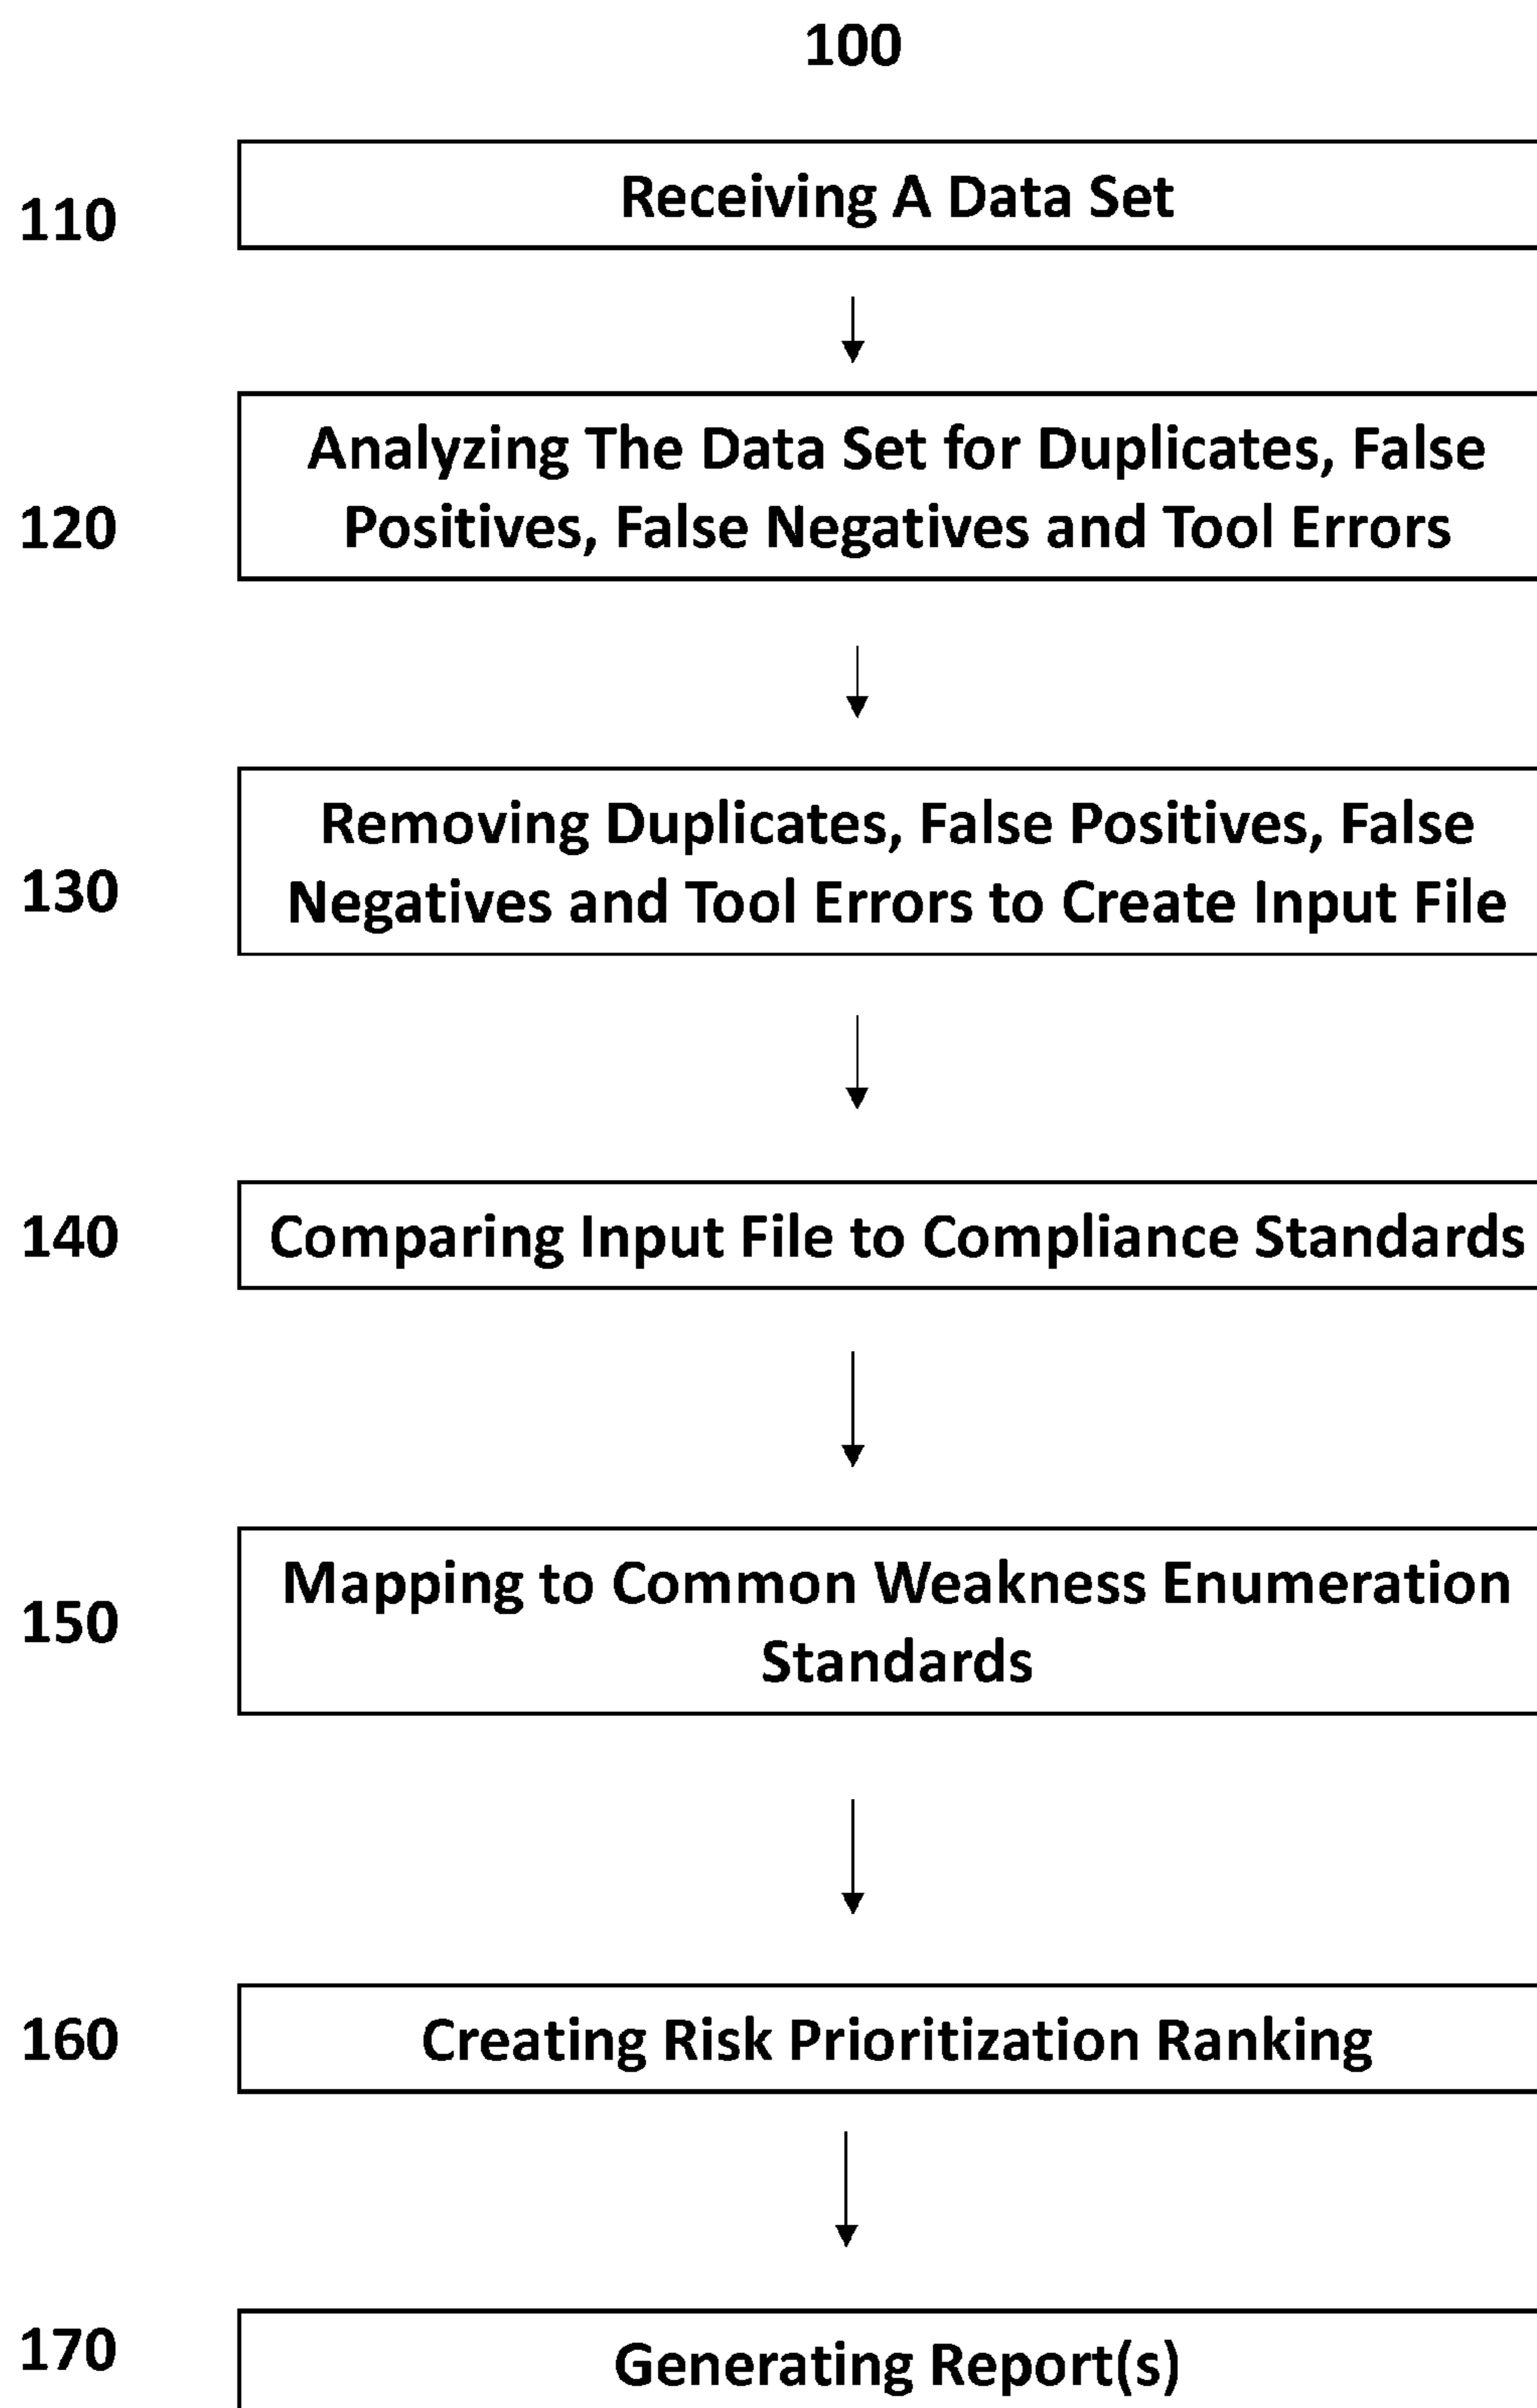 100
110
Receiving A Data Set
120
Analyzing The Data Set for Duplicates, False
Positives, False Negatives and Tool Errors
130
Removing Duplicates, False Positives, False
Negatives and Tool Errors to Create Input File
140
Comparing Input File to Compliance Standards
150
Mapping to Common Weakness Enumeration
Standards
160
Creating Risk Prioritization Ranking
170
Generating Report(s)